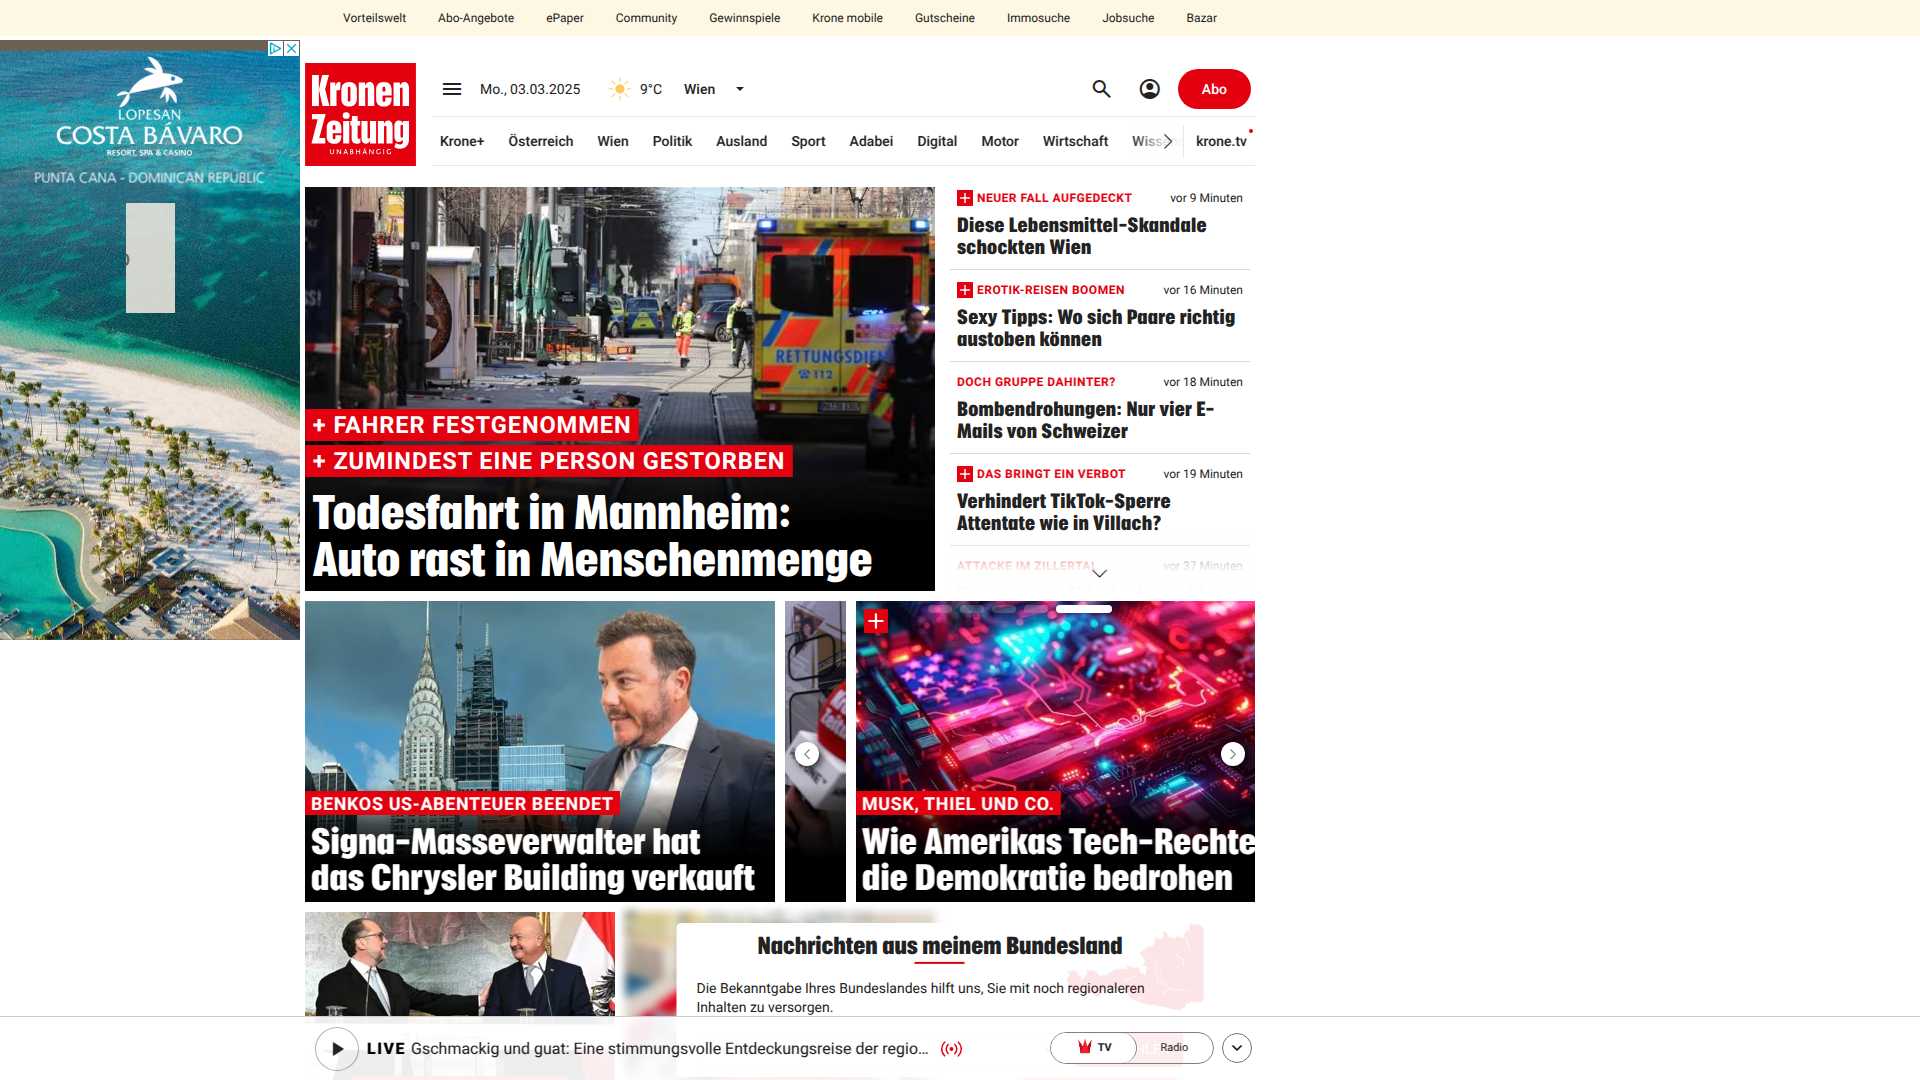 Vorteilswelt Abo-Angebote ePaper Community Gewinnspiele Krone mobile Gutscheine Immosuche Jobsuche Bazar
LOPESAN
COSTA BÁVARO
RESORT, SPA & CASINO
PUNTA CANA - DOMINICAN REPUBLIC
Kronen
Zeitung
UNABHÄNGIG
Mo., 03.03.2025 9°C Wien
Abo
Krone+ Österreich Wien Politik Ausland Sport Adabei Digital Motor Wirtschaft krone.tv
RETTUNGSDIEN
112
+ FAHRER FESTGENOMMEN
+ ZUMINDEST EINE PERSON GESTORBEN
Todesfahrt in Mannheim:
Auto rast in Menschenmenge
NEUER FALL AUFGEDECKT vor 9 Minuten
Diese Lebensmittel-Skandale
schockten Wien
EROTIK-REISEN BOOMEN vor 16 Minuten
Sexy Tipps: Wo sich Paare richtig
austoben können
DOCH GRUPPE DAHINTER? vor 18 Minuten
Bombendrohungen: Nur vier E-
Mails von Schweizer
DAS BRINGT EIN VERBOT vor 19 Minuten
Verhindert TikTok-Sperre
Attentate wie in Villach?
ATTACKE IM ZILLERTAL vor 37 Minuten
BENKOS US-ABENTEUER BEENDET
Signa-Masseverwalter hat
das Chrysler Building verkauft
MUSK, THIEL UND CO.
Wie Amerikas Tech-Rechte
die Demokratie bedrohen
Nachrichten aus meinem Bundesland
Die Bekanntgabe Ihres Bundeslandes hilft uns, Sie mit noch regionaleren
Inhalten zu versorgen.
LIVE Gschmackig und guat: Eine stimmungsvolle Entdeckungsreise der regio...
TV Radio